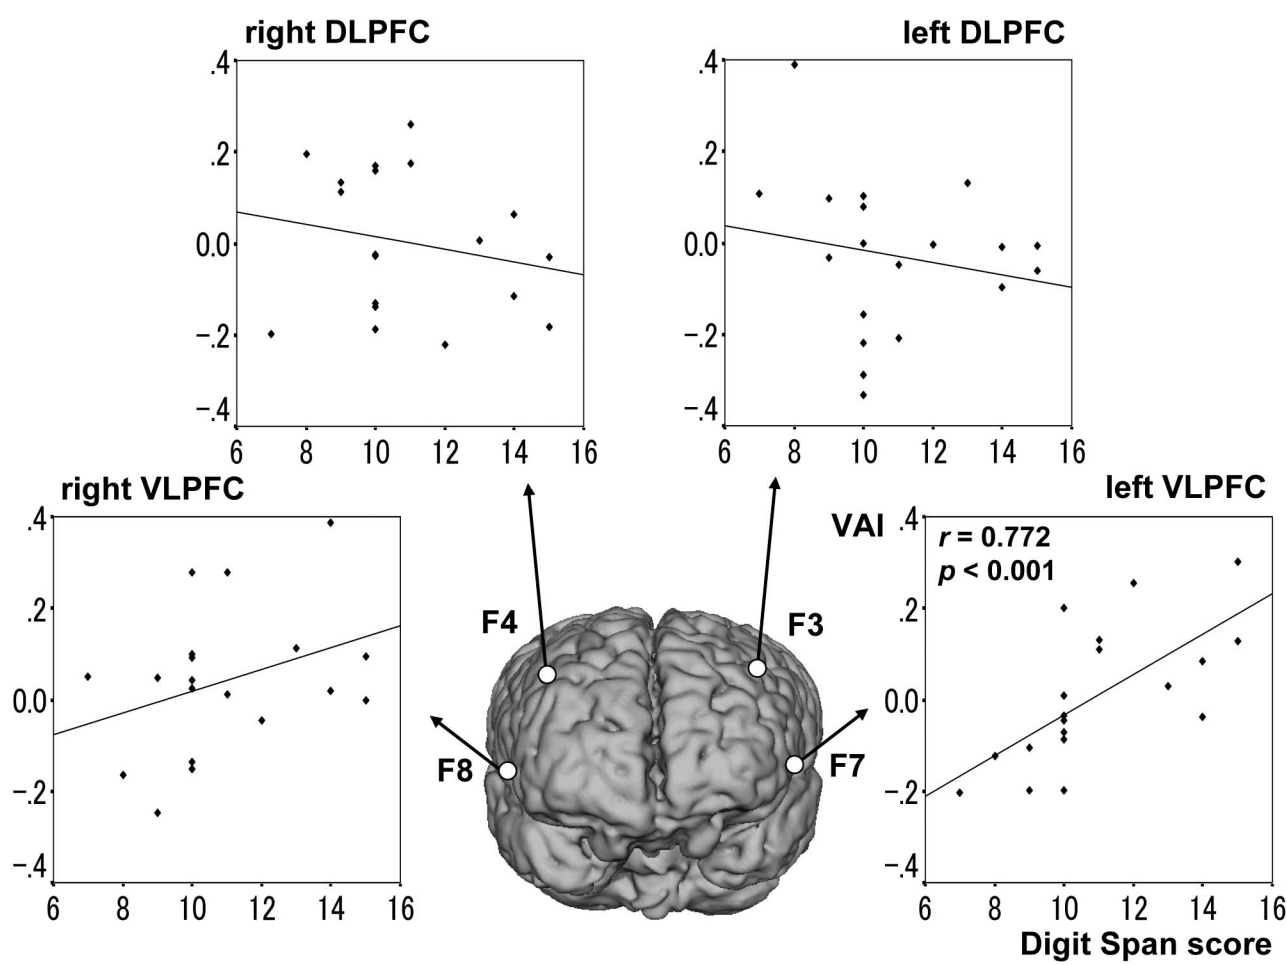 right DLPFC
.4
.2
0.0
−.2
−.4
6 8 10 12 14 16
left DLPFC
.4
.2
0.0
−.2
−.4
6 8 10 12 14 16
right VLPFC
.4
.2
0.0
−.2
−.4
6 8 10 12 14 16
F4
F3
F8
F7
left VLPFC
VAI
.4
.2
0.0
−.2
−.4
r = 0.772
p < 0.001
6 8 10 12 14 16
Digit Span score